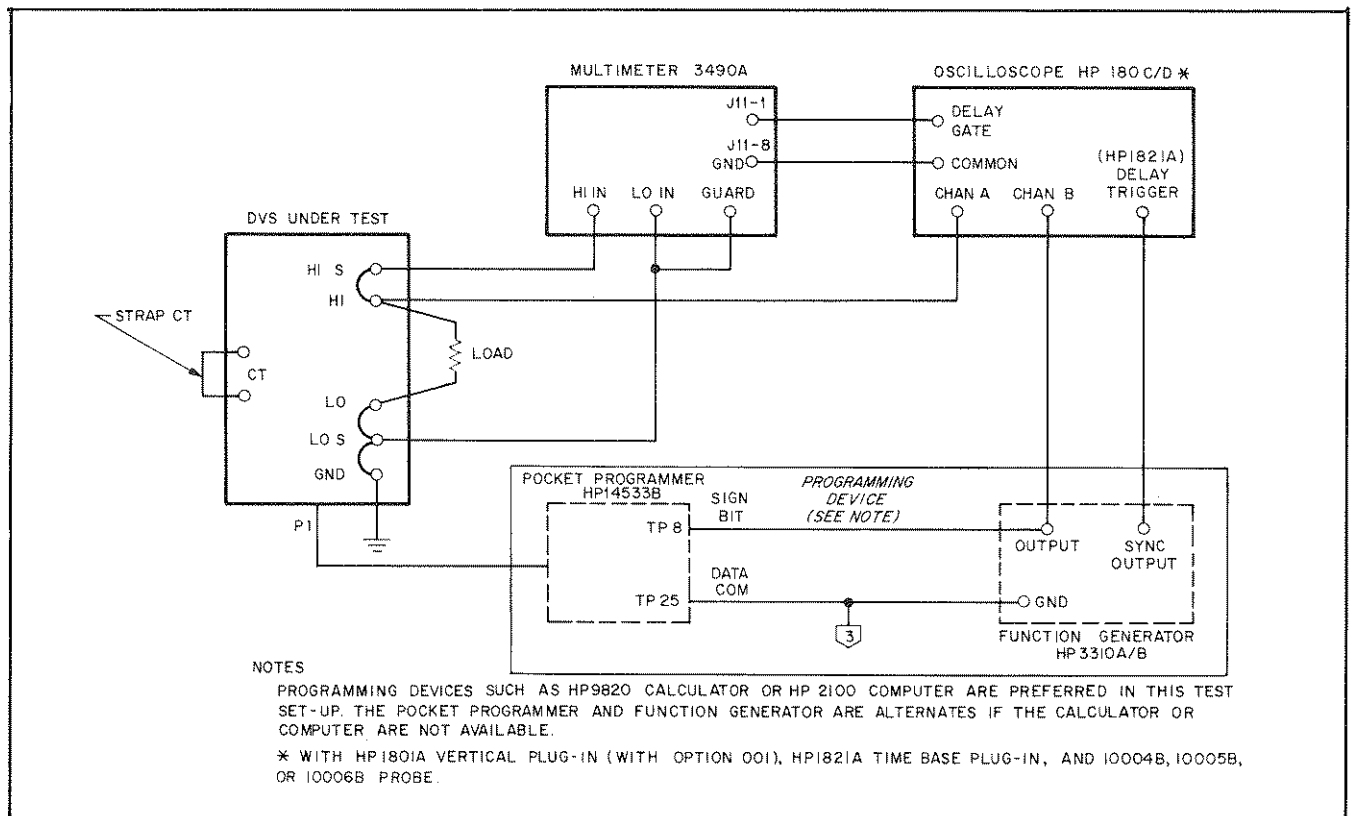 MULTIMETER 3490A
OSCILLOSCOPE HP 180 C/D *
J11-1
DELAY
GATE
J11-8
GND
COMMON
(HP1821A)
DELAY
TRIGGER
HI IN
LO IN
GUARD
CHAN A
CHAN B
DVS UNDER TEST
HI S
HI
STRAP CT
CT
LOAD
LO
LO S
GND
P1
POCKET PROGRAMMER
HP14533B
SIGN
BIT
PROGRAMMING
DEVICE
(SEE NOTE)
TP 8
OUTPUT
SYNC
OUTPUT
DATA
COM
TP 25
GND
3
FUNCTION GENERATOR
HP3310A/B
NOTES
PROGRAMMING DEVICES SUCH AS HP9820 CALCULATOR OR HP 2100 COMPUTER ARE PREFERRED IN THIS TEST
SET-UP. THE POCKET PROGRAMMER AND FUNCTION GENERATOR ARE ALTERNATES IF THE CALCULATOR OR
COMPUTER ARE NOT AVAILABLE.
* WITH HP1801A VERTICAL PLUG-IN (WITH OPTION 001), HP1821A TIME BASE PLUG-IN, AND 10004B, 10005B,
OR 10006B PROBE.